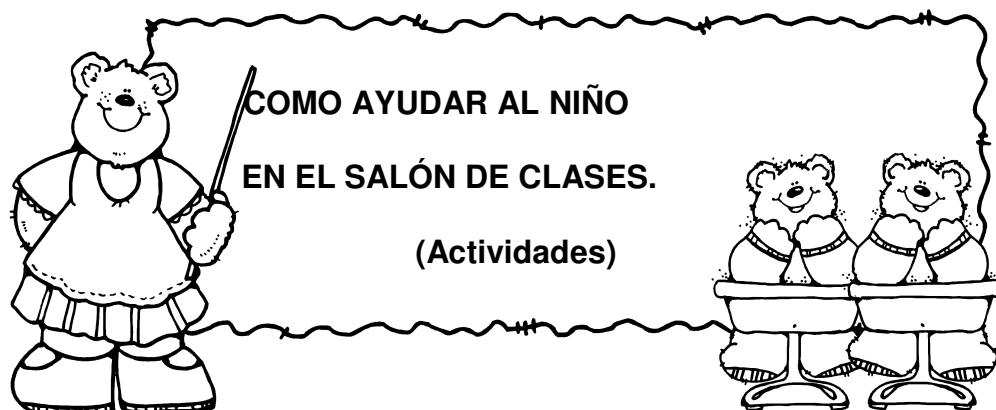 COMO AYUDAR AL NIÑO
EN EL SALÓN DE CLASES.
(Actividades)